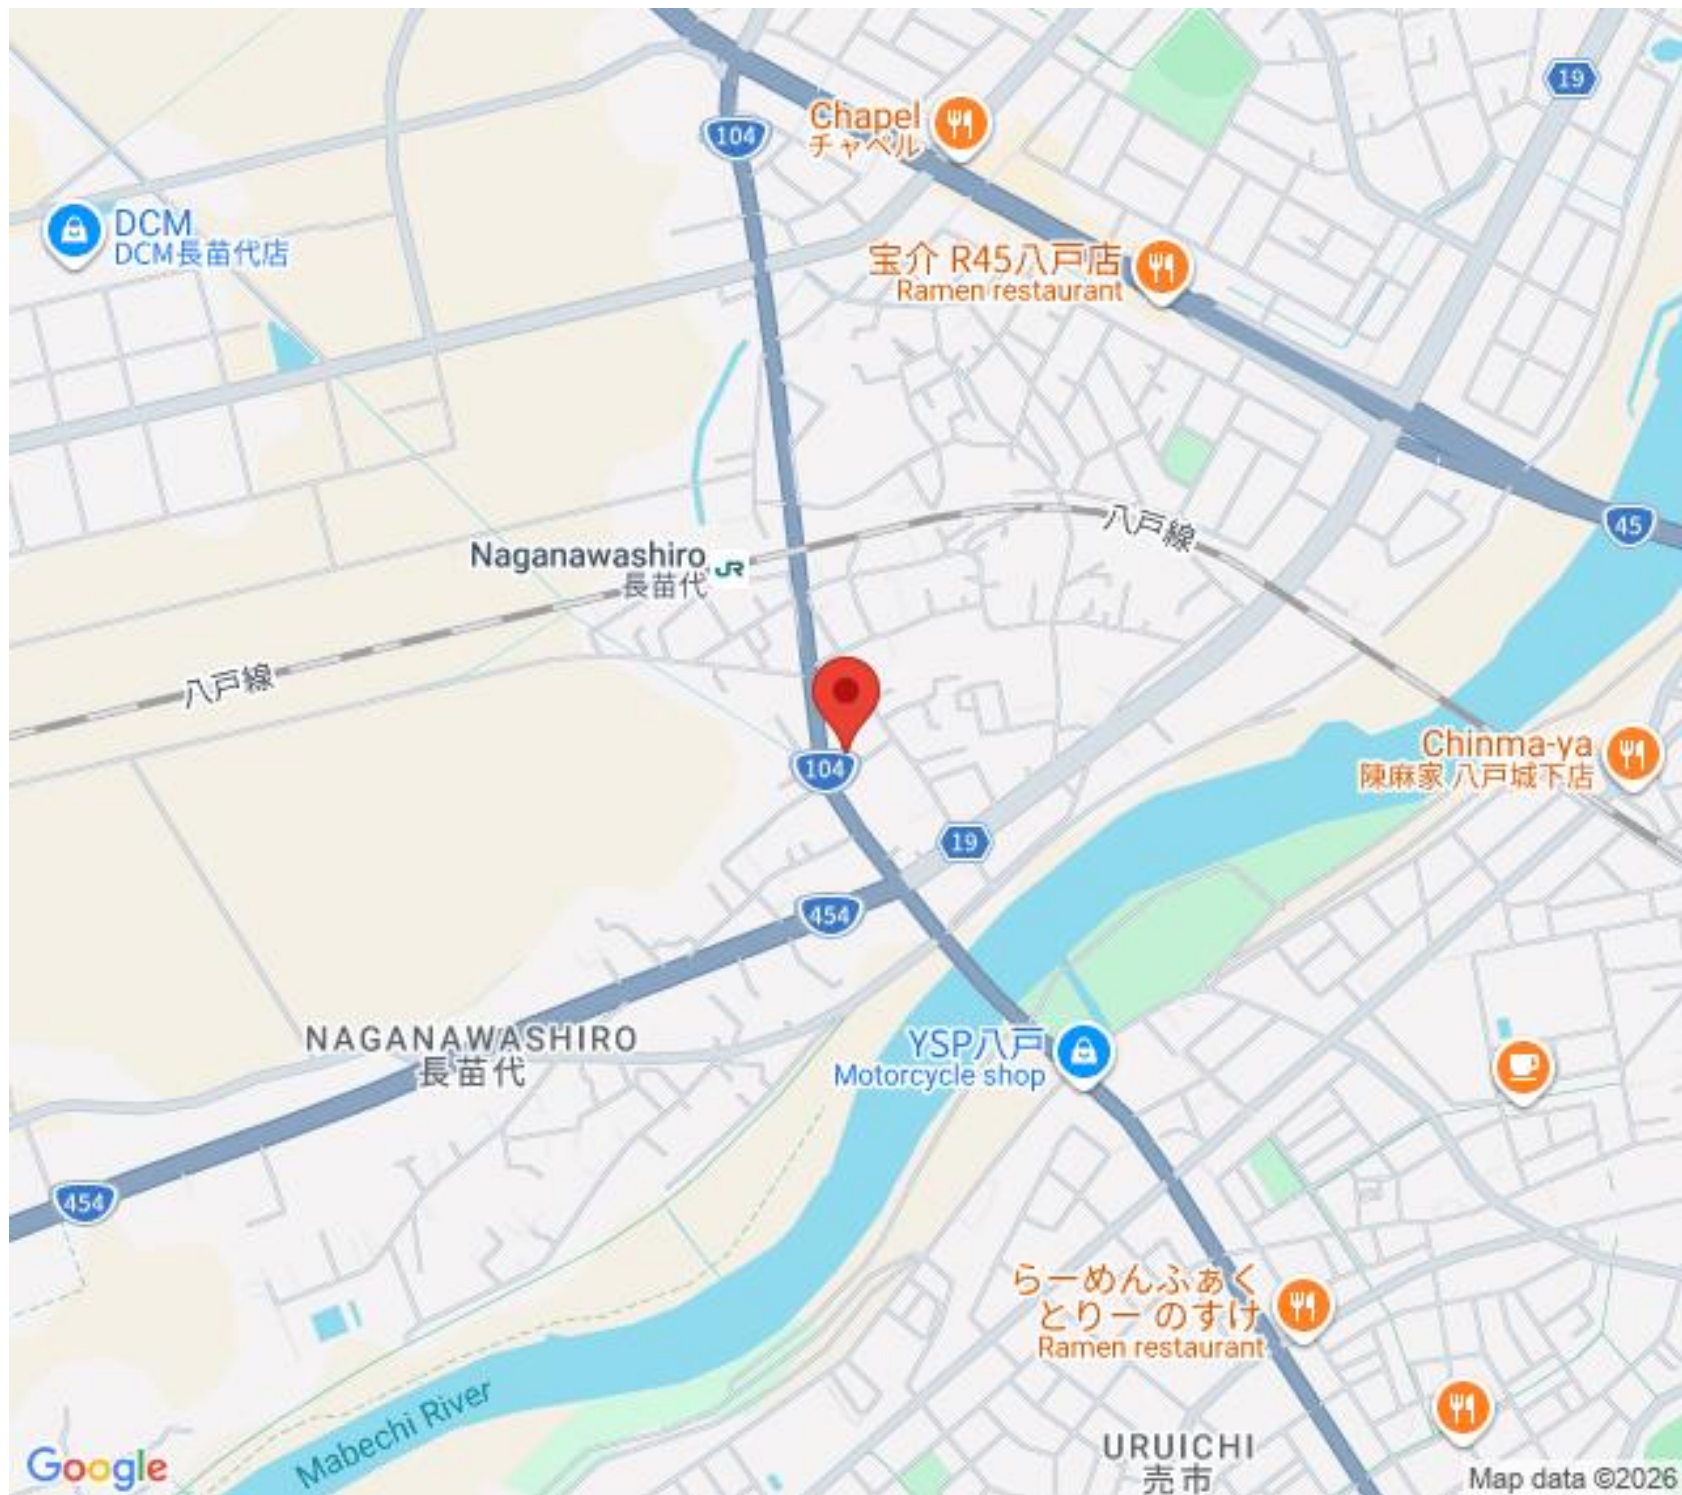 19
Chapel
チャペル
104
DCM
DCM長苗代店
宝介 R45八戸店
Ramen restaurant
八戸線
45
Naganawashiro
長苗代
JR
八戸線
Chinma-ya
陳麻家 八戸城下店
104
19
454
NAGANAWASHIRO
長苗代
YSP八戸
Motorcycle shop
454
らーめんふぁく
とりー のすけ
Ramen restaurant
Mabechi River
URUICHI
売市
Google
Map data ©2026